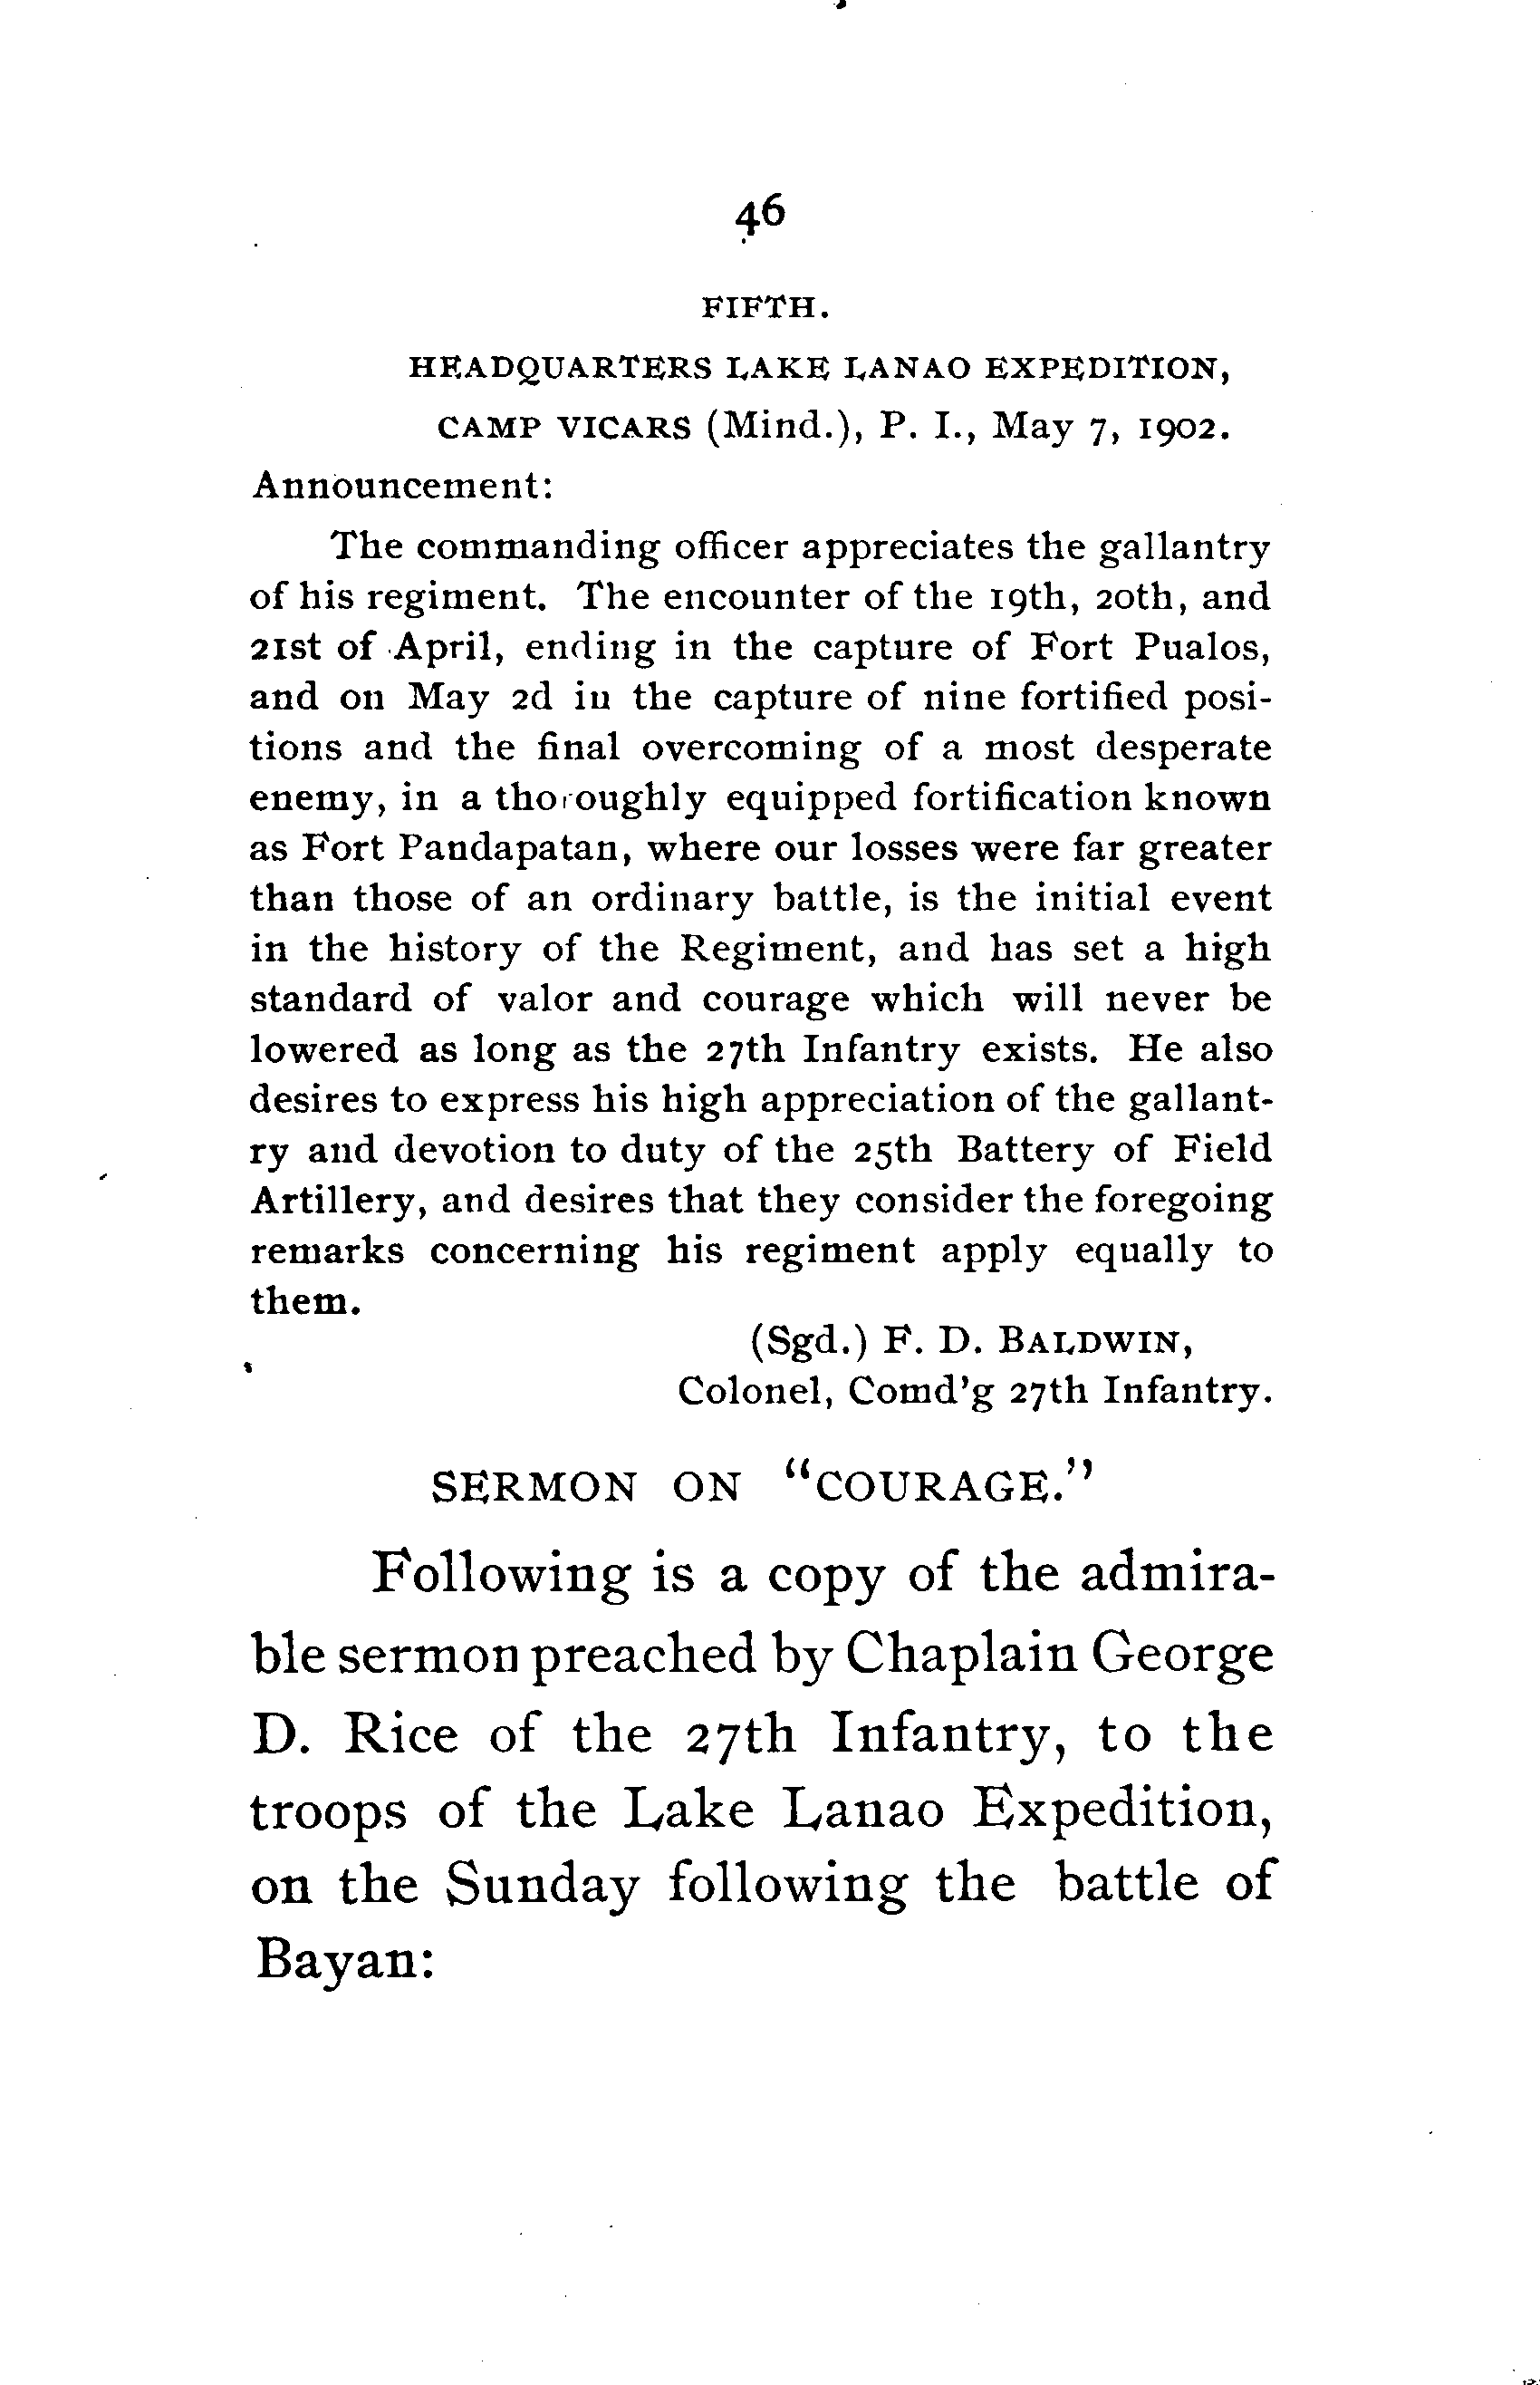 46
FIFTH.
HEADQUARTERS LAKE LANAO EXPEDITION,
CAMP VICARS (Mind.), P. I., May 7, 1902.
Announcement:
The commanding officer appreciates the gallantry
of his regiment. The encounter of the 19th, 20th, and
21st of April, ending in the capture of Fort Pualos,
and on May 2d in the capture of nine fortified posi-
tions and the final overcoming of a most desperate
enemy, in a thoroughly equipped fortification known
as Fort Pandapatan, where our losses were far greater
than those of an ordinary battle, is the initial event
in the history of the Regiment, and has set a high
standard of valor and courage which will never be
lowered as long as the 27th Infantry exists. He also
desires to express his high appreciation of the gallant-
ry and devotion to duty of the 25th Battery of Field
Artillery, and desires that they consider the foregoing
remarks concerning his regiment apply equally to
them.
(Sgd.) F. D. BALDWIN,
Colonel, Comd'g 27th Infantry.
SERMON ON "COURAGE."
Following is a copy of the admira-
ble sermon preached by Chaplain George
D. Rice of the 27th Infantry, to the
troops of the Lake Lanao Expedition,
on the Sunday following the battle of
Bayan: